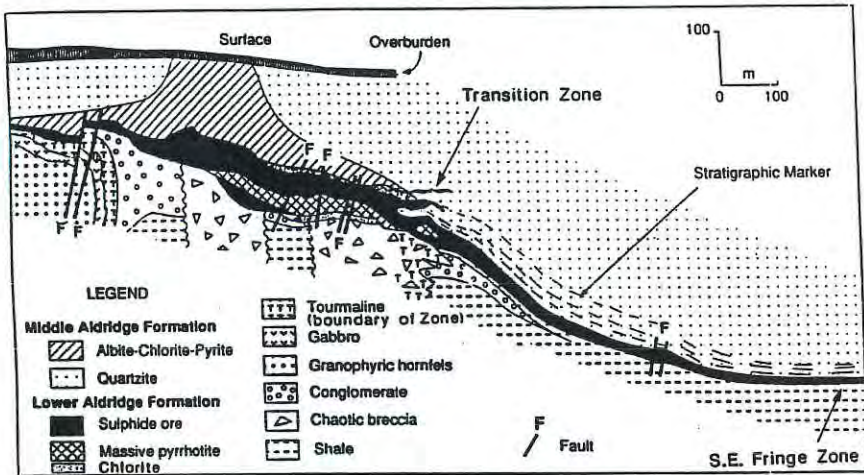 Surface
Overburden
100
m
0 100
Transition Zone
Stratigraphic Marker
F
F
F
F
F
F
LEGEND
Middle Aldridge Formation
Albite-Chlorite-Pyrite
Quartzite
Lower Aldridge Formation
Sulphide ore
Massive pyrrhotite
Chlorite
Tourmaline
(boundary of Zone)
Gabbro
Granophyric hornfels
Conglomerate
Chaotic breccia
Shale
F
Fault
S.E. Fringe Zone